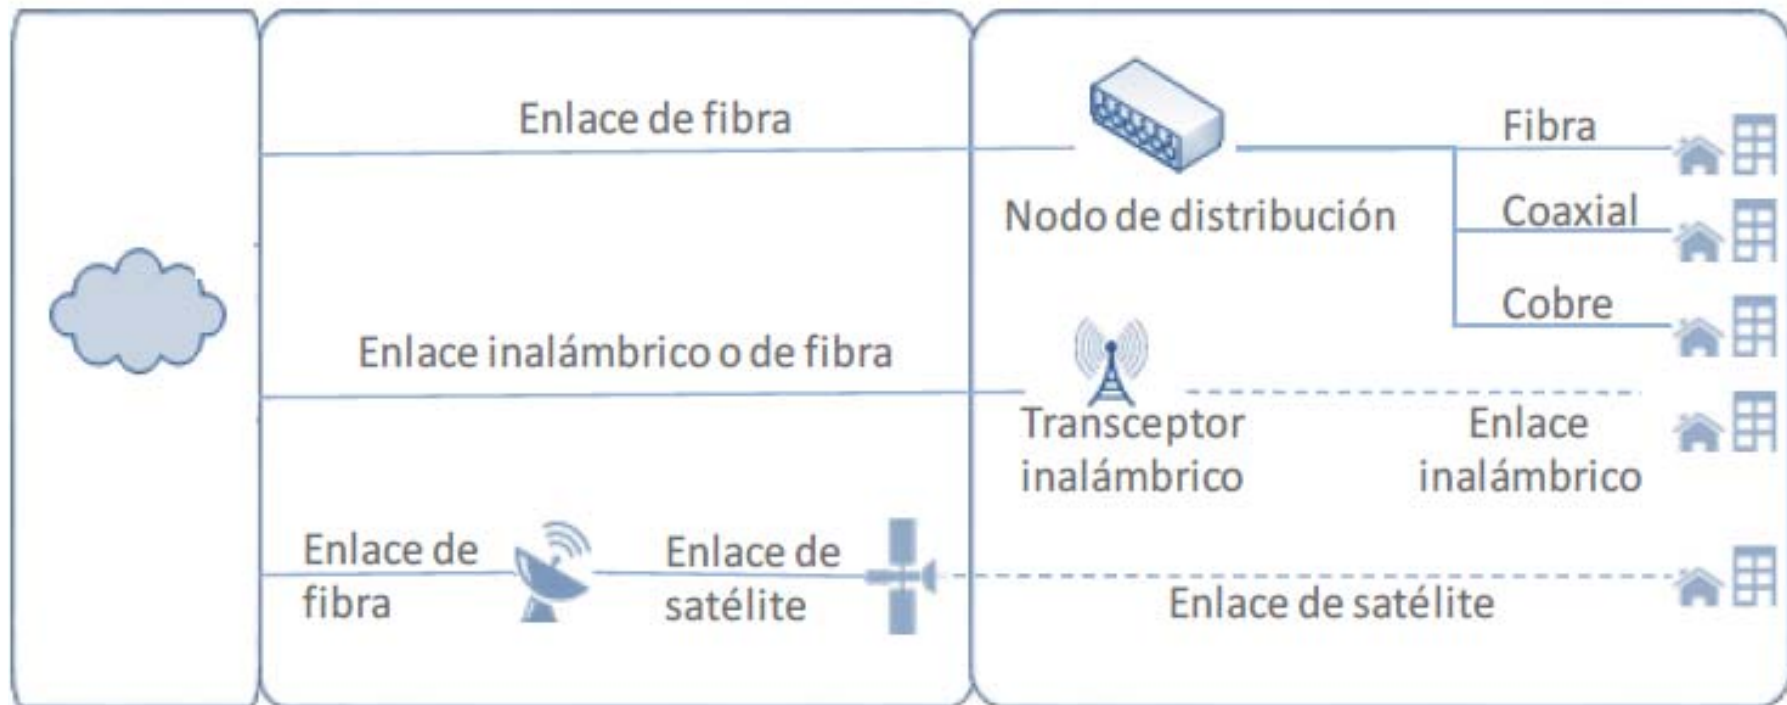 Enlace de fibra
Fibra
Nodo de distribución
Coaxial
Cobre
Enlace inalámbrico o de fibra
Transceptor
inalámbrico
Enlace
inalámbrico
Enlace de
fibra
Enlace de
satélite
Enlace de satélite